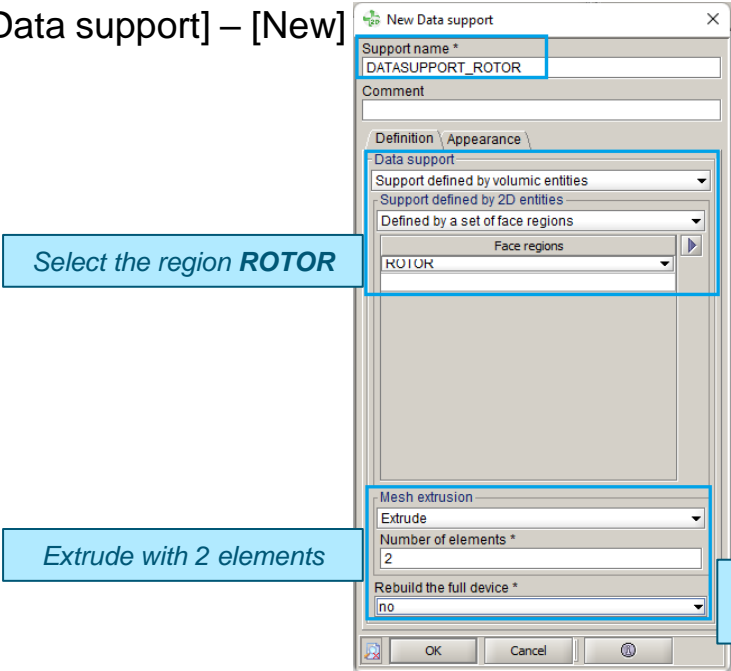 Data support] – [New]
New Data support
Support name *
DATASUPPORT_ROTOR
Comment
Definition Appearance
Data support
Support defined by volumic entities
Support defined by 2D entities
Defined by a set of face regions
Face regions
Select the region ROTOR
ROTOR
Mesh extrusion
Extrude
Number of elements *
Extrude with 2 elements
2
Rebuild the full device *
no
OK Cancel